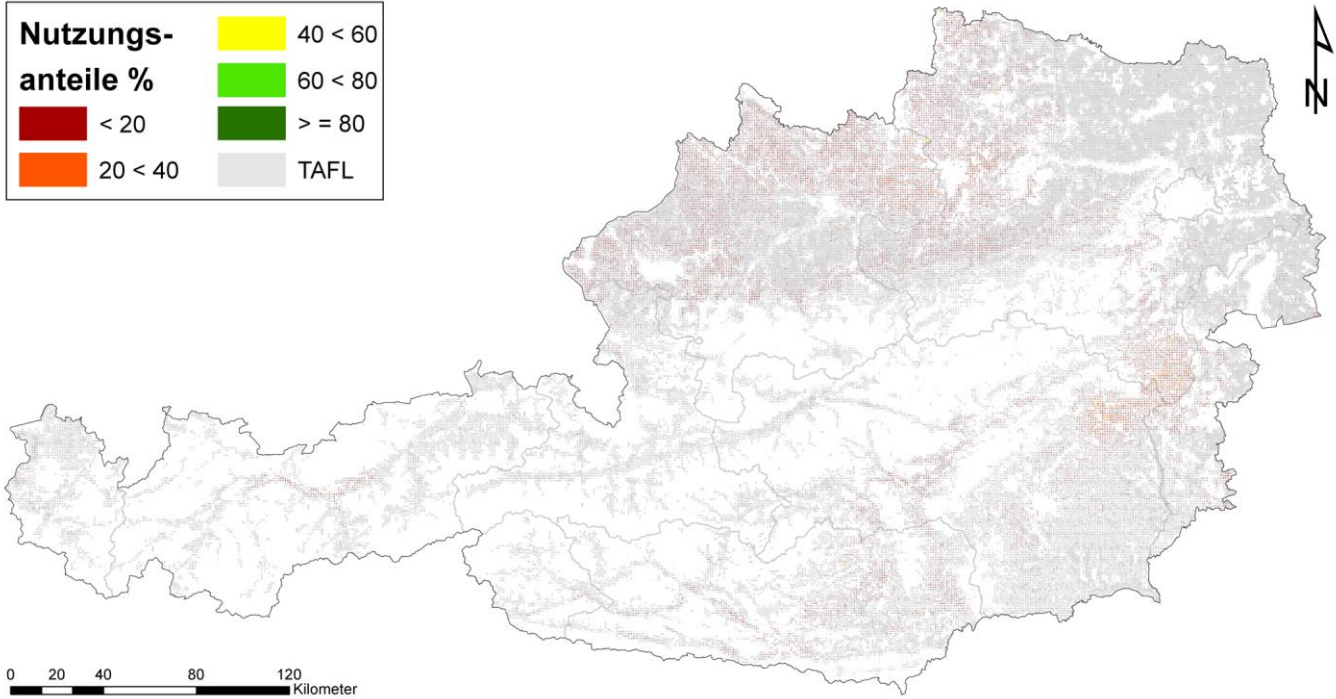 Nutzungs-
anteile %
< 20
20 < 40
40 < 60
60 < 80
> = 80
TAFL
N
0 20 40 80 120
Kilometer